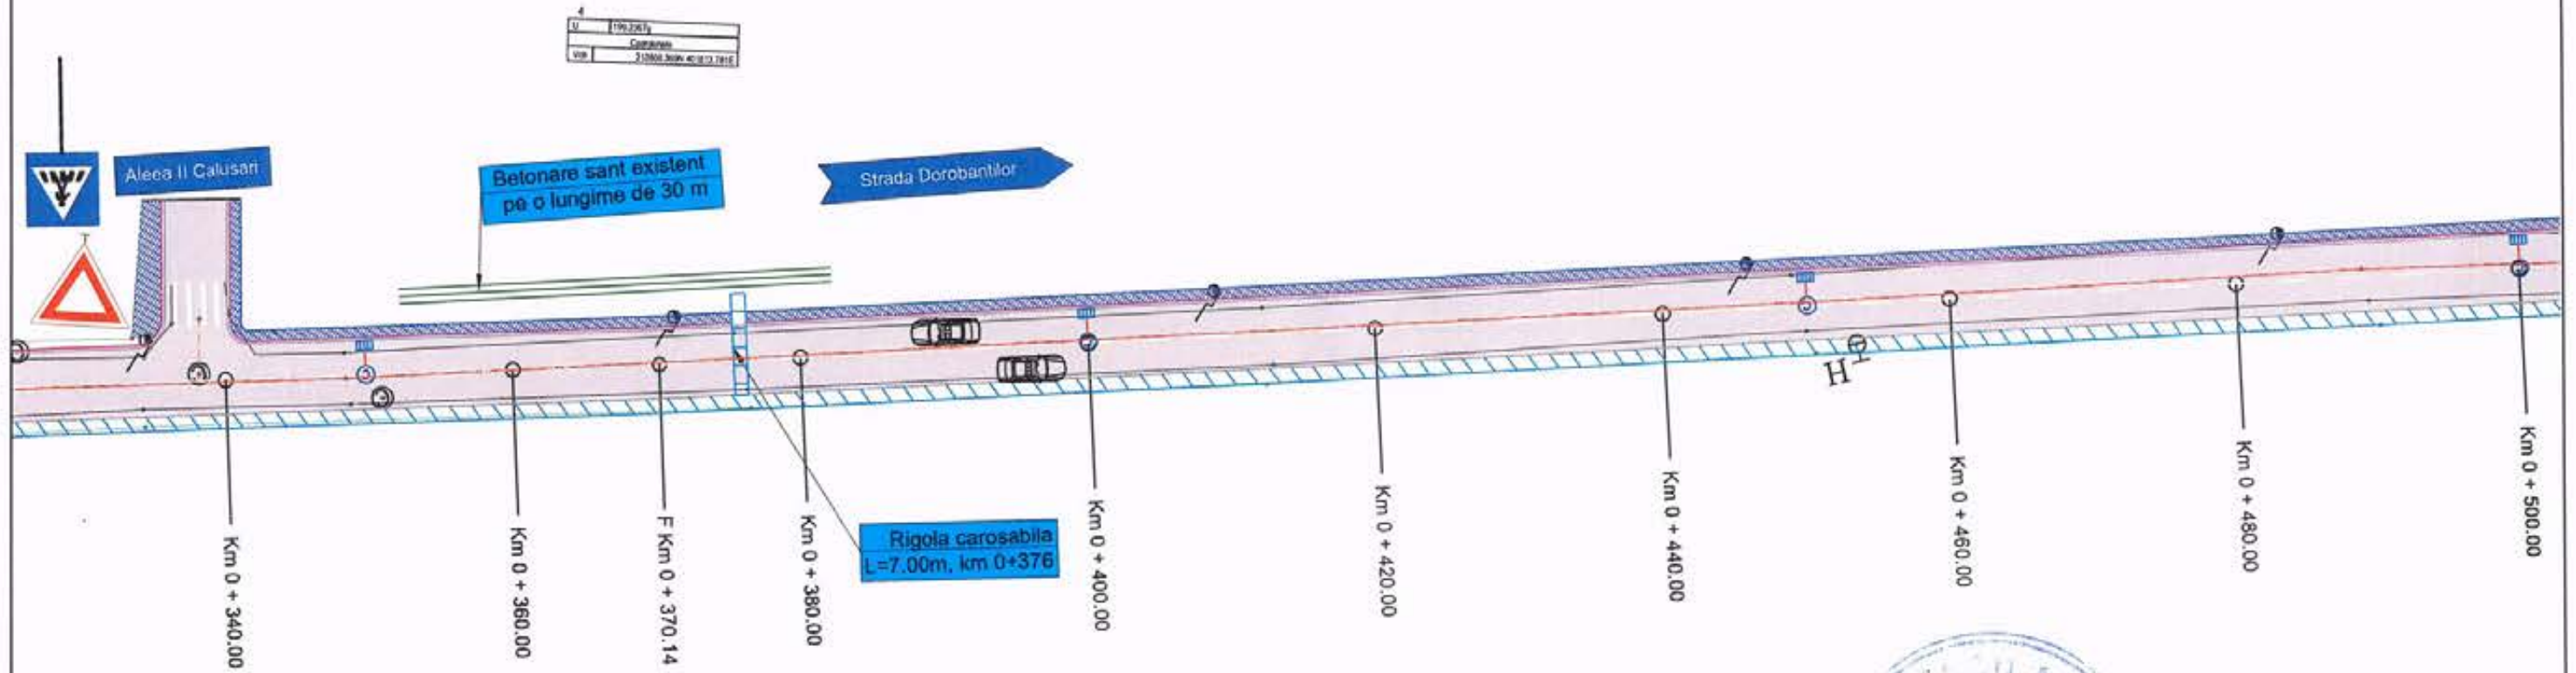 4
U
Coordonate
Vcp
Aleea II Calusari
Betonare sant existent
pe o lungime de 30 m
Strada Dorobantilor
H
Rigola carosabila
L=7.00m, km 0+376
Km 0 + 340.00
Km 0 + 360.00
F Km 0 + 370.14
Km 0 + 380.00
Km 0 + 400.00
Km 0 + 420.00
Km 0 + 440.00
Km 0 + 460.00
Km 0 + 480.00
Km 0 + 500.00